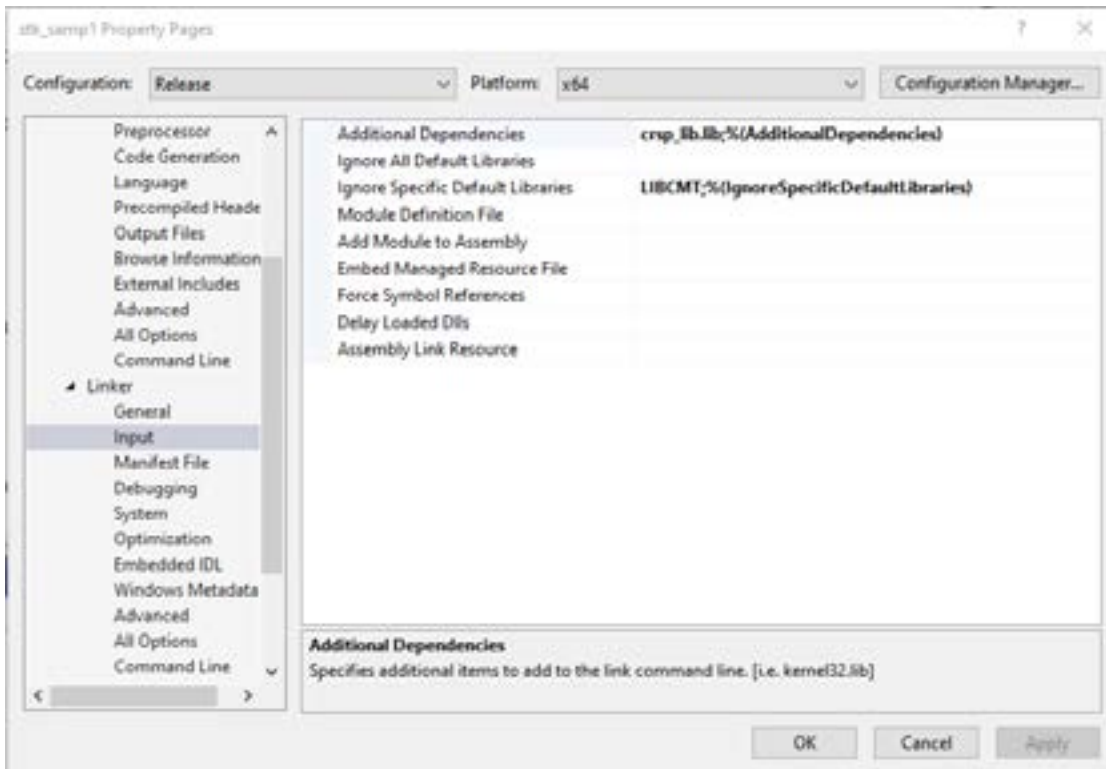 stk_samp1 Property Pages
? ×
Configuration: Release Platform: x64 Configuration Manager...
Preprocessor
Code Generation
Language
Precompiled Heade
Output Files
Browse Information
External Includes
Advanced
All Options
Command Line
Linker
General
Input
Manifest File
Debugging
System
Optimization
Embedded IDL
Windows Metadata
Advanced
All Options
Command Line
Additional Dependencies crsp_lib.lib;%(AdditionalDependencies)
Ignore All Default Libraries
Ignore Specific Default Libraries LIBCMT;%(IgnoreSpecificDefaultLibraries)
Module Definition File
Add Module to Assembly
Embed Managed Resource File
Force Symbol References
Delay Loaded Dlls
Assembly Link Resource
Additional Dependencies
Specifies additional items to add to the link command line. [i.e. kernel32.lib]
OK Cancel Apply